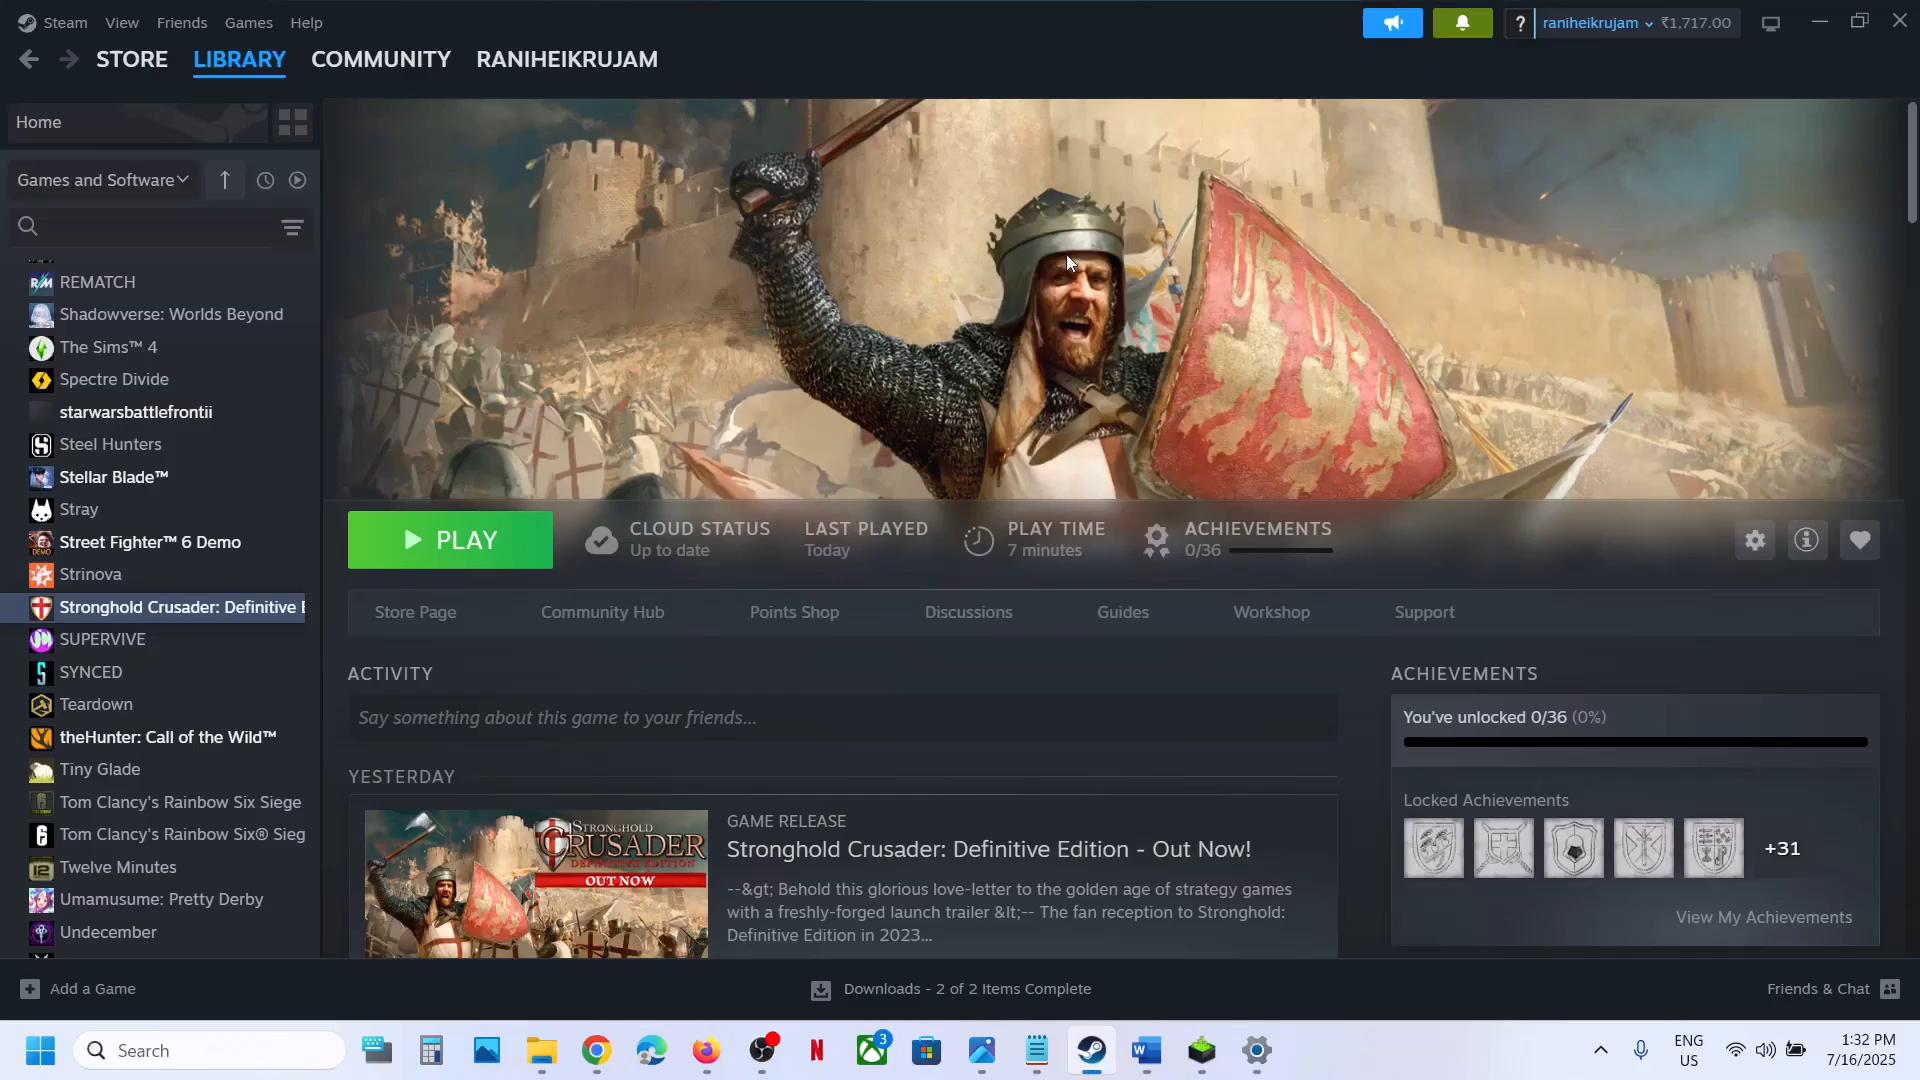 Steam View Friends Games Help
? raniheikrujam ₹1,717.00
STORE LIBRARY COMMUNITY RANIHEIKRUJAM
Home
Games and Software
REMATCH
Shadowverse: Worlds Beyond
The Sims™ 4
Spectre Divide
starwarsbattlefrontii
Steel Hunters
Stellar Blade™
Stray
Street Fighter™ 6 Demo
Strinova
Stronghold Crusader: Definitive E
SUPERVIVE
SYNCED
Teardown
theHunter: Call of the Wild™
Tiny Glade
Tom Clancy's Rainbow Six Siege
Tom Clancy's Rainbow Six® Sieg
Twelve Minutes
Umamusume: Pretty Derby
Undecember
PLAY
CLOUD STATUS
Up to date
LAST PLAYED
Today
PLAY TIME
7 minutes
ACHIEVEMENTS
0/36
Store Page Community Hub Points Shop Discussions Guides Workshop Support
ACTIVITY
Say something about this game to your friends...
YESTERDAY
STRONGHOLD
CRUSADER
DEFINITIVE EDITION
OUT NOW
GAME RELEASE
Stronghold Crusader: Definitive Edition - Out Now!
--&gt; Behold this glorious love-letter to the golden age of strategy games
with a freshly-forged launch trailer &lt;-- The fan reception to Stronghold:
Definitive Edition in 2023...
ACHIEVEMENTS
You've unlocked 0/36 (0%)
Locked Achievements
+31
View My Achievements
Add a Game
Downloads - 2 of 2 Items Complete
Friends & Chat
Search
3
ENG
US
1:32 PM
7/16/2025